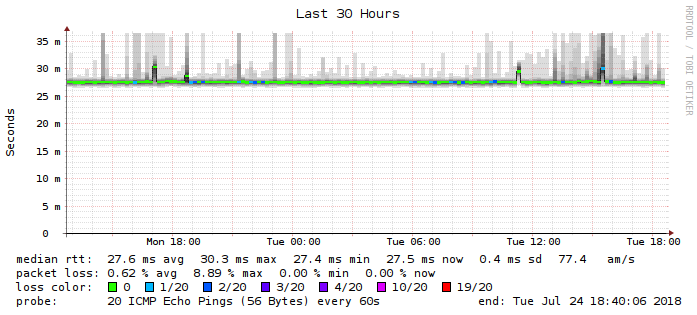 Last 30 Hours
RRDTOOL / TOBI OETIKER
Seconds
35 m
30 m
25 m
20 m
15 m
10 m
5 m
0
Mon 18:00 Tue 00:00 Tue 06:00 Tue 12:00 Tue 18:00
median rtt: 27.6 ms avg 30.3 ms max 27.4 ms min 27.5 ms now 0.4 ms sd 77.4 am/s
packet loss: 0.62 % avg 8.89 % max 0.00 % min 0.00 % now
loss color: 0 1/20 2/20 3/20 4/20 10/20 19/20
probe: 20 ICMP Echo Pings (56 Bytes) every 60s end: Tue Jul 24 18:40:06 2018